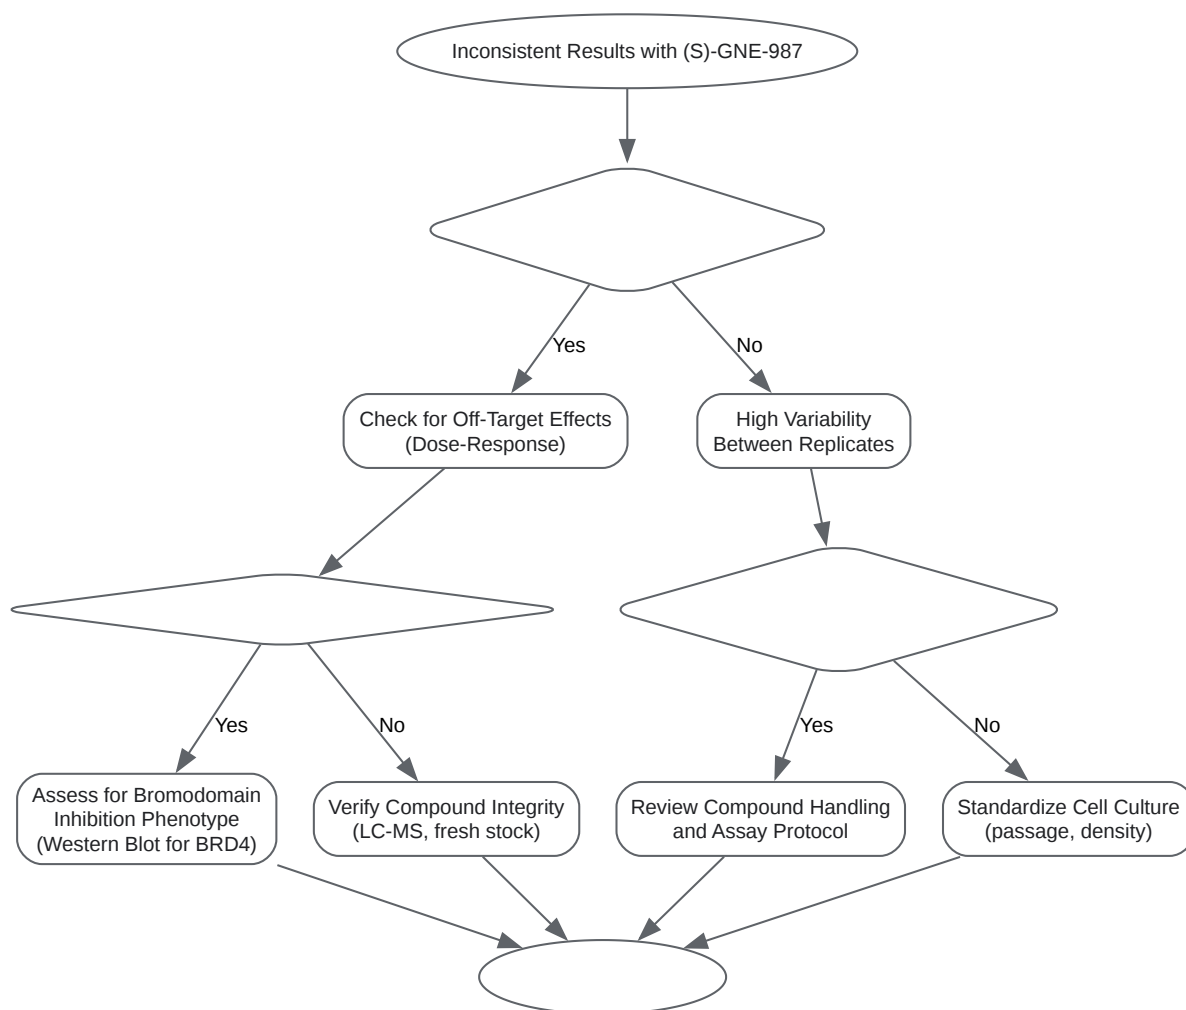 Inconsistent Results with (S)-GNE-987
Yes
No
Check for Off-Target Effects
(Dose-Response)
High Variability
Between Replicates
Yes
No
Yes
No
Assess for Bromodomain
Inhibition Phenotype
(Western Blot for BRD4)
Verify Compound Integrity
(LC-MS, fresh stock)
Review Compound Handling
and Assay Protocol
Standardize Cell Culture
(passage, density)